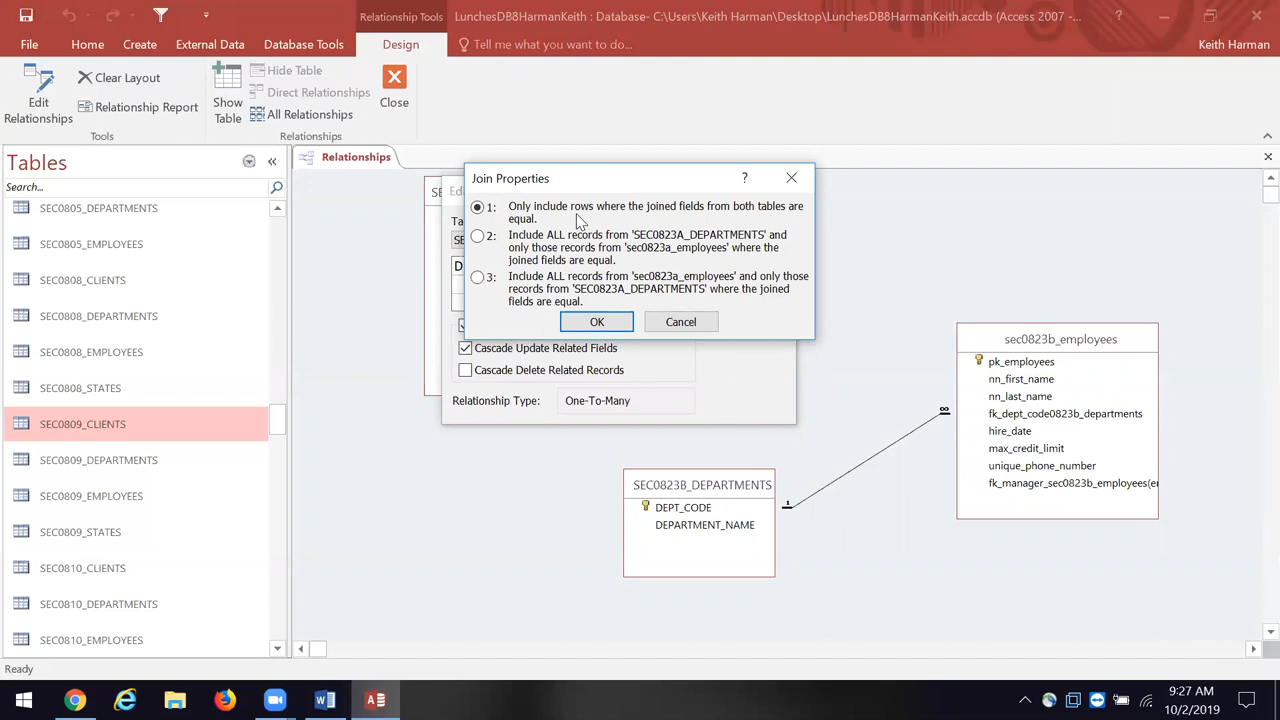 Relationship Tools
LunchesDB8HarmanKeith : Database- C:\Users\Keith Harman\Desktop\LunchesDB8HarmanKeith.accdb (Access 2007 -...
?
File
Home
Create
External Data
Database Tools
Design
Tell me what you want to do...
Keith Harman
Edit
Relationships
Clear Layout
Relationship Report
Tools
Show
Table
Hide Table
Direct Relationships
All Relationships
Relationships
Close
Tables
Search...
SEC0805_DEPARTMENTS
SEC0805_EMPLOYEES
SEC0808_CLIENTS
SEC0808_DEPARTMENTS
SEC0808_EMPLOYEES
SEC0808_STATES
SEC0809_CLIENTS
SEC0809_DEPARTMENTS
SEC0809_EMPLOYEES
SEC0809_STATES
SEC0810_CLIENTS
SEC0810_DEPARTMENTS
SEC0810_EMPLOYEES
Relationships
Join Properties
?
1:
Only include rows where the joined fields from both tables are
equal.
2:
Include ALL records from 'SEC0823A_DEPARTMENTS' and
only those records from 'sec0823a_employees' where the
joined fields are equal.
3:
Include ALL records from 'sec0823a_employees' and only those
records from 'SEC0823A_DEPARTMENTS' where the joined
fields are equal.
OK
Cancel
Cascade Update Related Fields
Cascade Delete Related Records
Relationship Type:
One-To-Many
SEC0823B_DEPARTMENTS
DEPT_CODE
DEPARTMENT_NAME
1
∞
sec0823b_employees
pk_employees
nn_first_name
nn_last_name
fk_dept_code0823b_departments
hire_date
max_credit_limit
unique_phone_number
fk_manager_sec0823b_employees(e
Ready
9:27 AM
10/2/2019